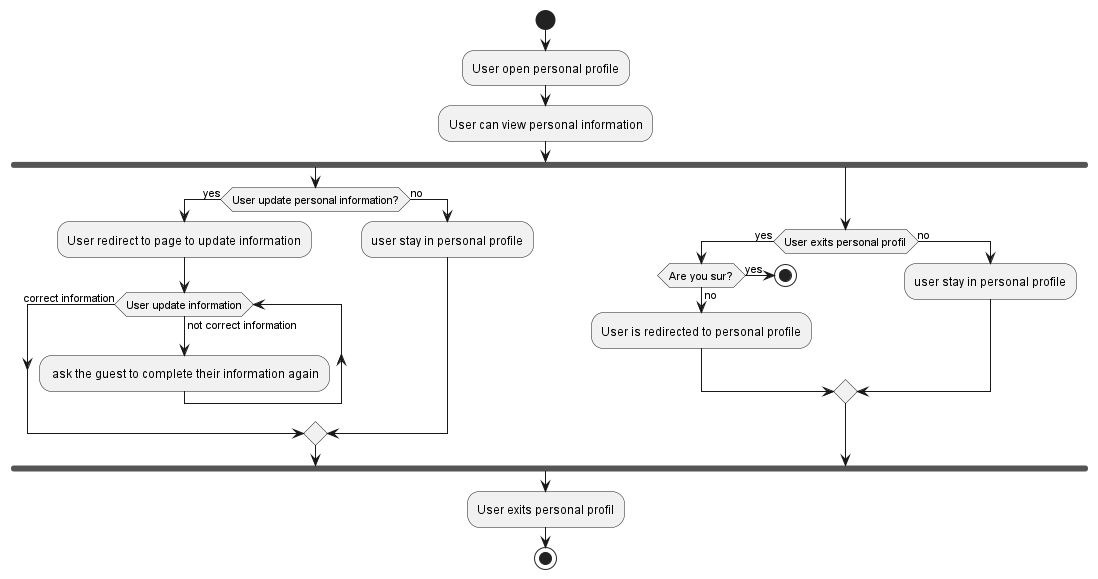 User open personal profile
User can view personal information
yes
User update personal information?
no
User redirect to page to update information
user stay in personal profile
correct information
User update information
not correct information
ask the guest to complete their information again
yes
User exits personal profil
no
Are you sur?
yes
user stay in personal profile
no
User is redirected to personal profile
User exits personal profil